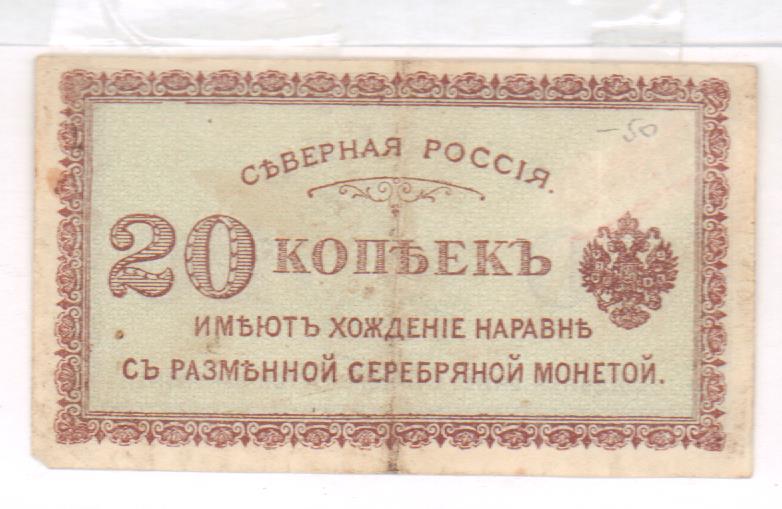 СѢВЕРНАЯ РОССІЯ.
-50
20 КОПѢЕКЪ
ИМѢЮТЪ ХОЖДЕНІЕ НАРАВНѢ
СЪ РАЗМѢННОЙ СЕРЕБРЯНОЙ МОНЕТОЙ.